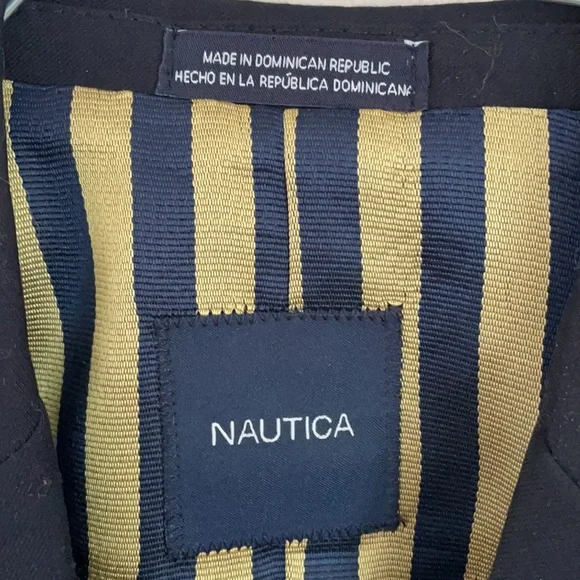 MADE IN DOMINICAN REPUBLIC
HECHO EN LA REPÚBLICA DOMINICANA
NAUTICA